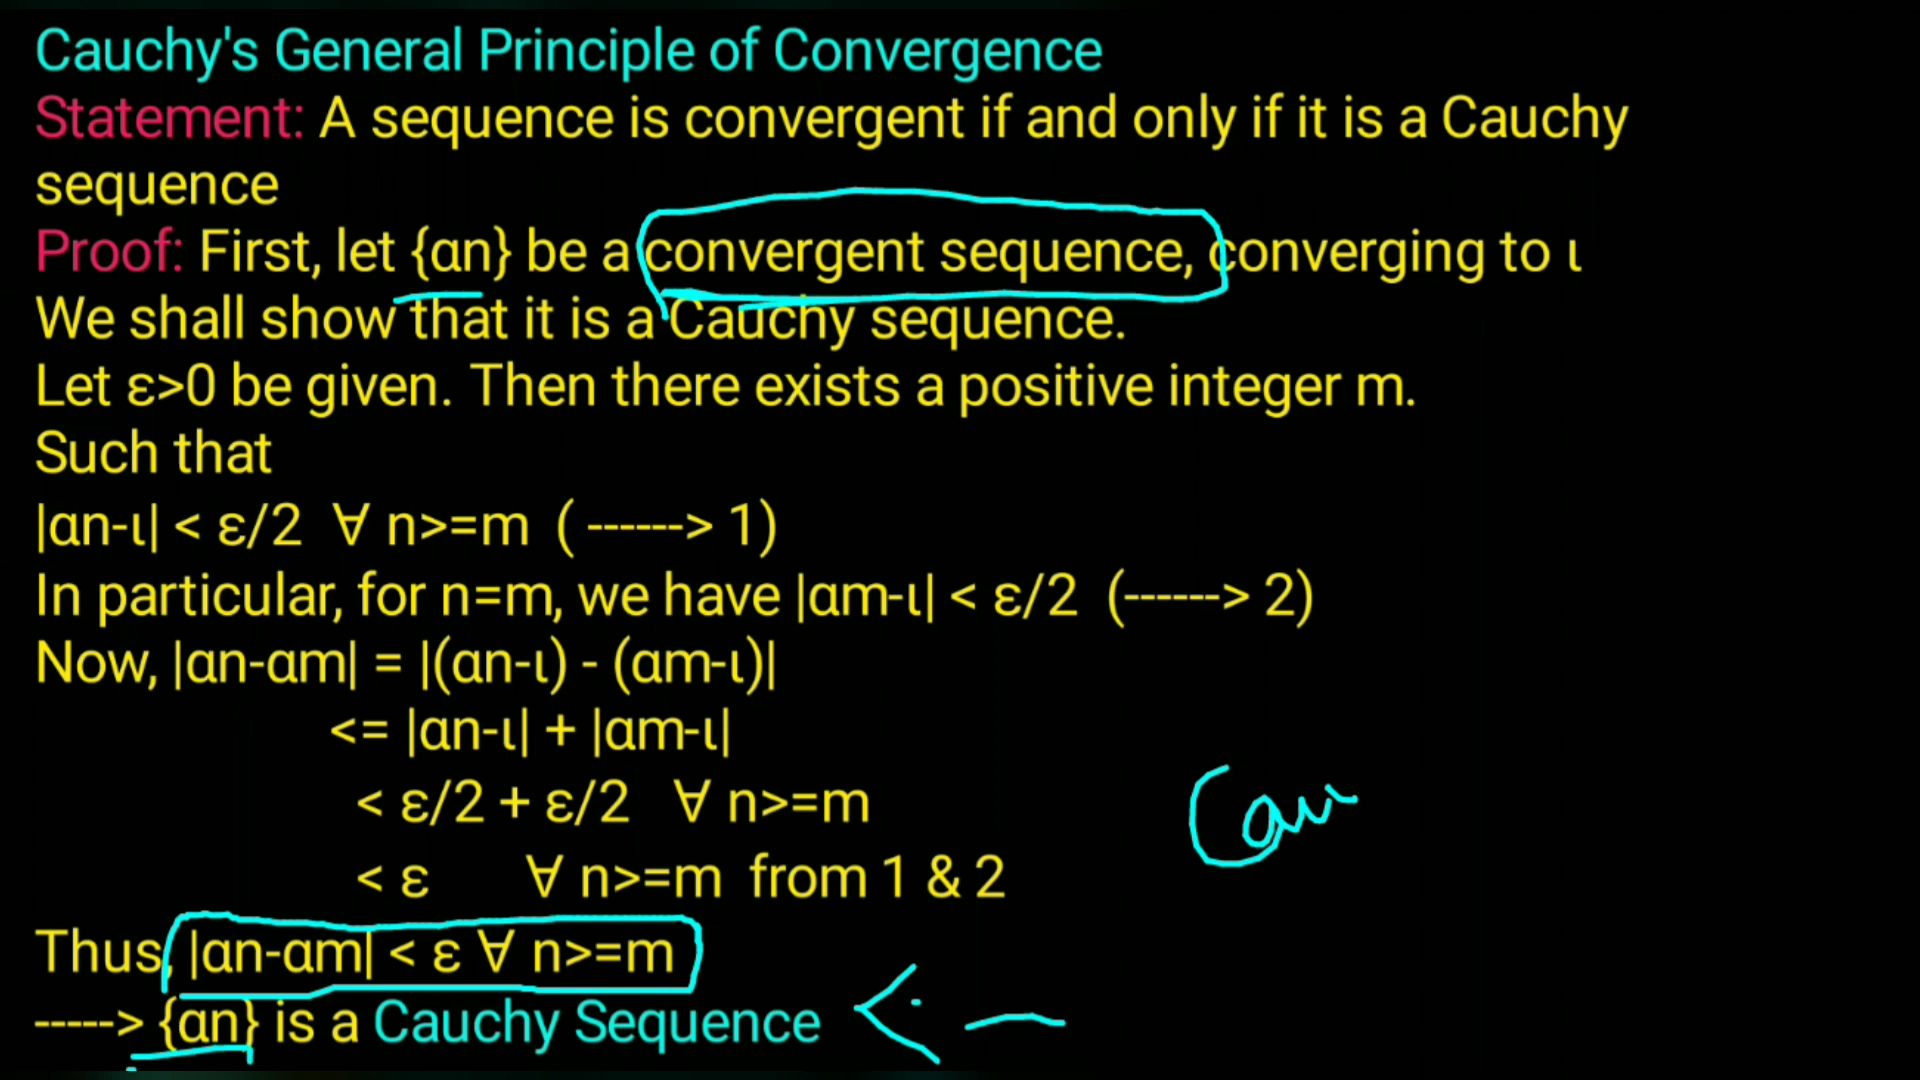 Cauchy's General Principle of Convergence
Statement: A sequence is convergent if and only if it is a Cauchy
sequence
Proof: First, let {αn} be a convergent sequence, converging to ι
We shall show that it is a Cauchy sequence.
Let ε>0 be given. Then there exists a positive integer m.
Such that
|αn-ι| < ε/2 ∀ n>=m ( ------> 1)
In particular, for n=m, we have |αm-ι| < ε/2 (------> 2)
Now, |αn-αm| = |(αn-ι) - (αm-ι)|
<= |αn-ι| + |αm-ι|
< ε/2 + ε/2 ∀ n>=m
Cau
< ε ∀ n>=m from 1 & 2
Thus, |αn-αm| < ε ∀ n>=m
-----> {αn} is a Cauchy Sequence